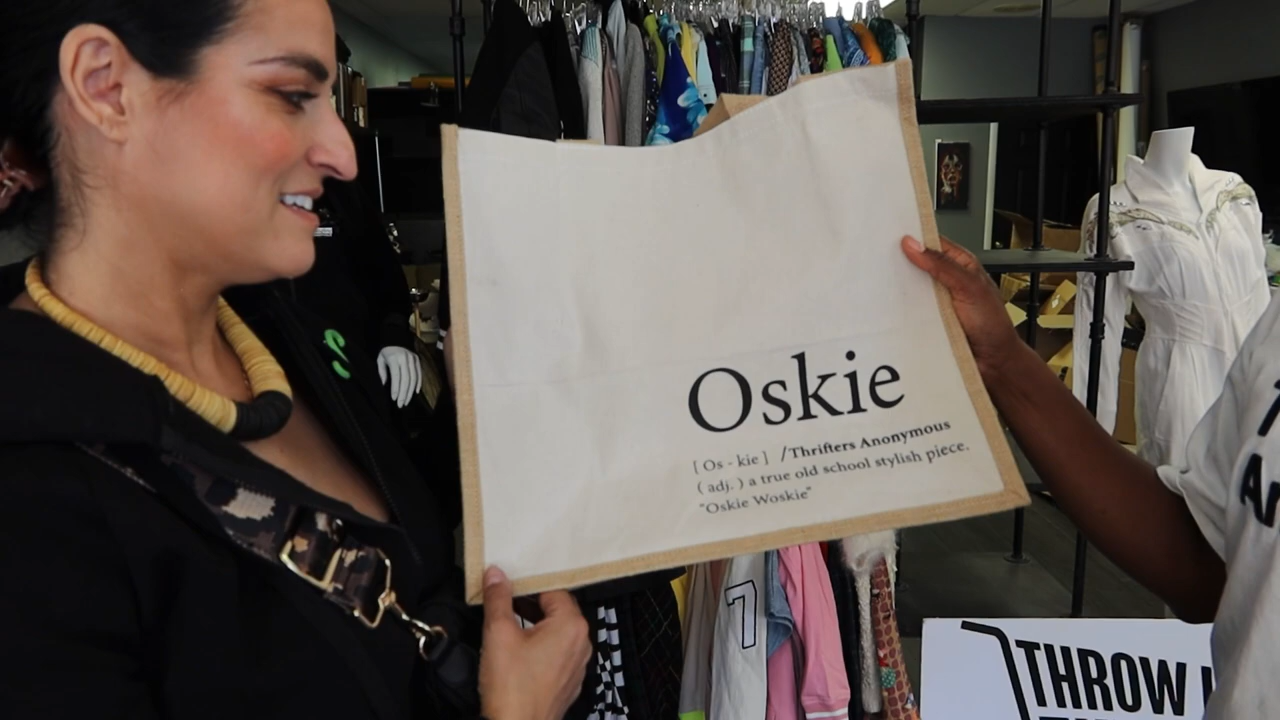 Oskie
[ Os - kie ] /Thrifters Anonymous
( adj. ) a true old school stylish piece.
"Oskie Woskie"
7
THROW